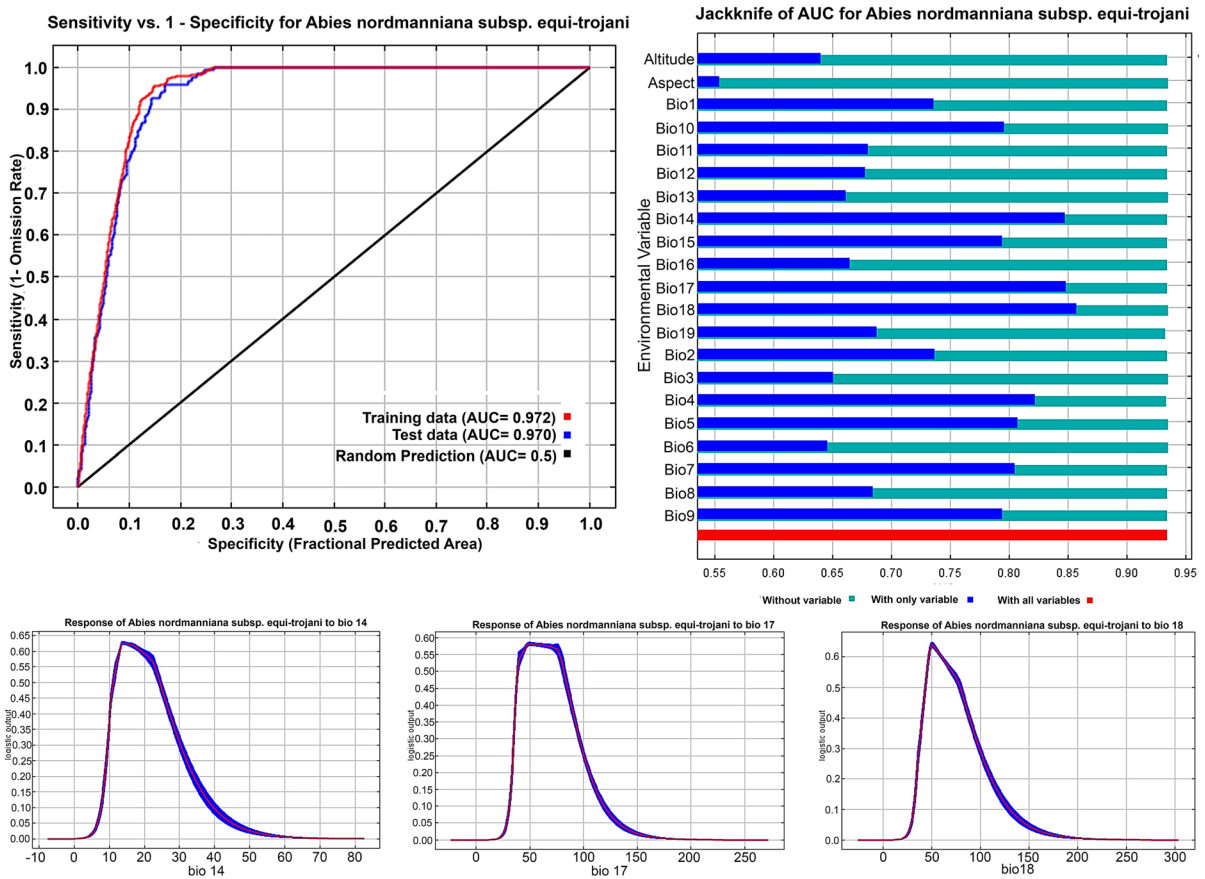 Sensitivity vs. 1 - Specificity for Abies nordmanniana subsp. equi-trojani
Sensitivity (1- Omission Rate)
1.0
0.9
0.8
0.7
0.6
0.5
0.4
0.3
0.2
0.1
0.0
Training data (AUC= 0.972)
Test data (AUC= 0.970)
Random Prediction (AUC= 0.5)
0.0 0.1 0.2 0.3 0.4 0.5 0.6 0.7 0.8 0.9 1.0
Specificity (Fractional Predicted Area)
Jackknife of AUC for Abies nordmanniana subsp. equi-trojani
Environmental Variable
Altitude
Aspect
Bio1
Bio10
Bio11
Bio12
Bio13
Bio14
Bio15
Bio16
Bio17
Bio18
Bio19
Bio2
Bio3
Bio4
Bio5
Bio6
Bio7
Bio8
Bio9
0.55 0.60 0.65 0.70 0.75 0.80 0.85 0.90 0.95
Without variable With only variable With all variables
Response of Abies nordmanniana subsp. equi-trojani to bio 14
logistic output
0.65
0.60
0.55
0.50
0.45
0.40
0.35
0.30
0.25
0.20
0.15
0.10
0.05
0.00
-10 0 10 20 30 40 50 60 70 80
bio 14
Response of Abies nordmanniana subsp. equi-trojani to bio 17
logistic output
0.60
0.55
0.50
0.45
0.40
0.35
0.30
0.25
0.20
0.15
0.10
0.05
0.00
0 50 100 150 200 250
bio 17
Response of Abies nordmanniana subsp. equi-trojani to bio 18
logistic output
0.6
0.5
0.4
0.3
0.2
0.1
0.0
0 50 100 150 200 250 300
bio18